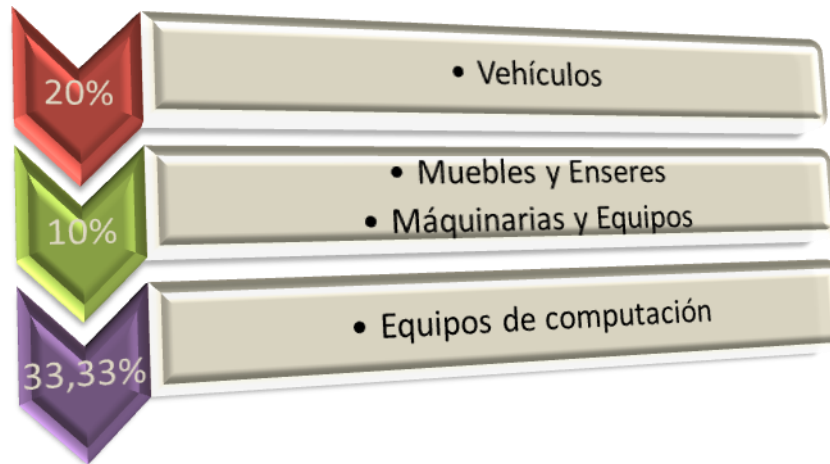 20%
• Vehículos
10%
• Muebles y Enseres
• Máquinarias y Equipos
33,33%
• Equipos de computación